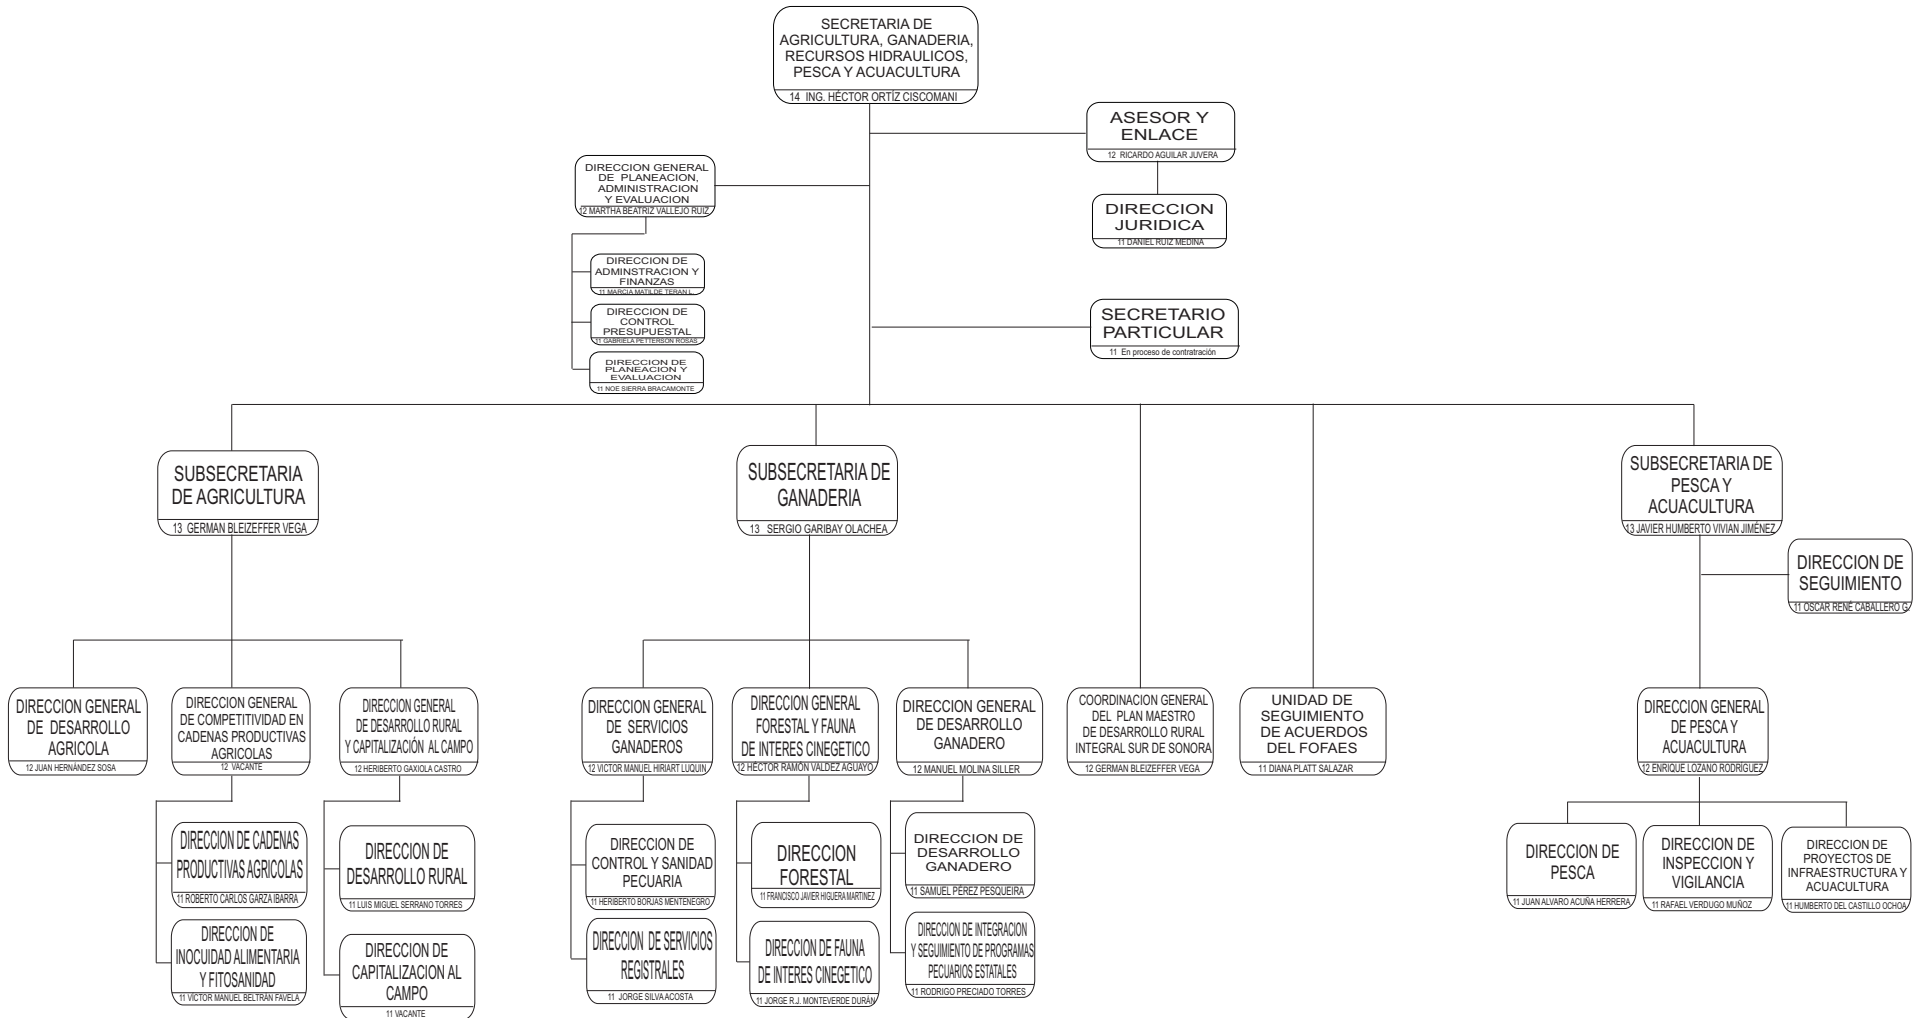 SECRETARIA DE
AGRICULTURA, GANADERIA,
RECURSOS HIDRAULICOS,
PESCA Y ACUACULTURA
14 ING. HÉCTOR ORTÍZ CISCOMANI
ASESOR Y
ENLACE
12 RICARDO AGUILAR JUVERA
DIRECCION GENERAL
DE PLANEACION,
ADMINISTRACION
Y EVALUACION
12 MARTHA BEATRIZ VALLEJO RUIZ
DIRECCION
JURIDICA
11 DANIEL RUIZ MEDINA
DIRECCION DE
ADMINSTRACION Y
FINANZAS
11 MARCIA MATILDE TERAN L.
DIRECCION DE
CONTROL
PRESUPUESTAL
11 GABRIELA PETTERSON ROSAS
DIRECCION DE
PLANEACION Y
EVALUACION
11 NOE SIERRA BRACAMONTE
SECRETARIO
PARTICULAR
11 En proceso de contratración
SUBSECRETARIA
DE AGRICULTURA
13 GERMAN BLEIZEFFER VEGA
SUBSECRETARIA DE
GANADERIA
13 SERGIO GARIBAY OLACHEA
SUBSECRETARIA DE
PESCA Y
ACUACULTURA
13 JAVIER HUMBERTO VIVIAN JIMÉNEZ
DIRECCION DE
SEGUIMIENTO
11 OSCAR RENÉ CABALLERO G.
DIRECCION GENERAL
DE DESARROLLO
AGRICOLA
12 JUAN HERNÁNDEZ SOSA
DIRECCION GENERAL
DE COMPETITIVIDAD EN
CADENAS PRODUCTIVAS
AGRICOLAS
12 VACANTE
DIRECCION GENERAL
DE DESARROLLO RURAL
Y CAPITALIZACIÓN AL CAMPO
12 HERIBERTO GAXIOLA CASTRO
DIRECCION GENERAL
DE SERVICIOS
GANADEROS
12 VICTOR MANUEL HIRIART LUQUIN
DIRECCION GENERAL
FORESTAL Y FAUNA
DE INTERES CINEGETICO
12 HECTOR RAMÓN VALDEZ AGUAYO
DIRECCION GENERAL
DE DESARROLLO
GANADERO
12 MANUEL MOLINA SILLER
COORDINACION GENERAL
DEL PLAN MAESTRO
DE DESARROLLO RURAL
INTEGRAL SUR DE SONORA
12 GERMAN BLEIZEFFER VEGA
UNIDAD DE
SEGUIMIENTO
DE ACUERDOS
DEL FOFAES
11 DIANA PLATT SALAZAR
DIRECCION GENERAL
DE PESCA Y
ACUACULTURA
12 ENRIQUE LOZANO RODRÍGUEZ
DIRECCION DE CADENAS
PRODUCTIVAS AGRICOLAS
11 ROBERTO CARLOS GARZA IBARRA
DIRECCION DE
DESARROLLO RURAL
11 LUIS MIGUEL SERRANO TORRES
DIRECCION DE
CONTROL Y SANIDAD
PECUARIA
11 HERIBERTO BORJAS MENTENEGRO
DIRECCION
FORESTAL
11 FRANCISCO JAVIER HIGUERA MARTINEZ
DIRECCION DE
DESARROLLO
GANADERO
11 SAMUEL PÉREZ PESQUEIRA
DIRECCION DE
PESCA
11 JUAN ALVARO ACUÑA HERRERA
DIRECCION DE
INSPECCION Y
VIGILANCIA
11 RAFAEL VERDUGO MUÑOZ
DIRECCION DE
PROYECTOS DE
INFRAESTRUCTURA Y
ACUACULTURA
11 HUMBERTO DEL CASTILLO OCHOA
DIRECCION DE
INOCUIDAD ALIMENTARIA
Y FITOSANIDAD
11 VÍCTOR MANUEL BELTRÁN FAVELA
DIRECCION DE
CAPITALIZACION AL
CAMPO
11 VACANTE
DIRECCION DE SERVICIOS
REGISTRALES
11 JORGE SILVA ACOSTA
DIRECCION DE FAUNA
DE INTERES CINEGETICO
11 JORGE R.J. MONTEVERDE DURÁN
DIRECCION DE INTEGRACION
Y SEGUIMIENTO DE PROGRAMAS
PECUARIOS ESTATALES
11 RODRIGO PRECIADO TORRES